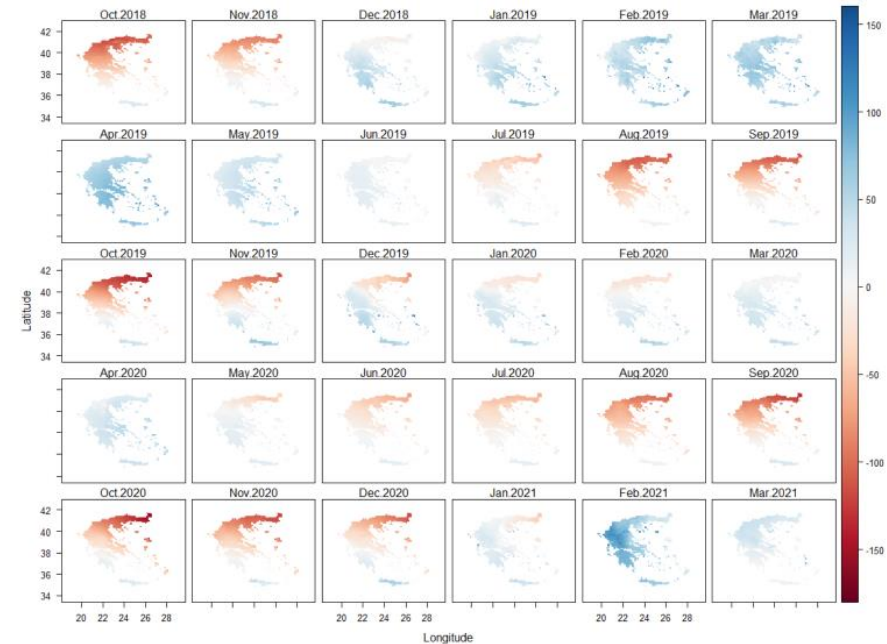 Oct.2018 Nov.2018 Dec.2018 Jan.2019 Feb.2019 Mar.2019
42
40
38
36
34
Apr.2019 May.2019 Jun.2019 Jul.2019 Aug.2019 Sep.2019
Oct.2019 Nov.2019 Dec.2019 Jan.2020 Feb.2020 Mar.2020
42
40
38
36
34
Latitude
Apr.2020 May.2020 Jun.2020 Jul.2020 Aug.2020 Sep.2020
Oct.2020 Nov.2020 Dec.2020 Jan.2021 Feb.2021 Mar.2021
42
40
38
36
34
20 22 24 26 28 20 22 24 26 28 20 22 24 26 28
Longitude
150
100
50
0
-50
-100
-150